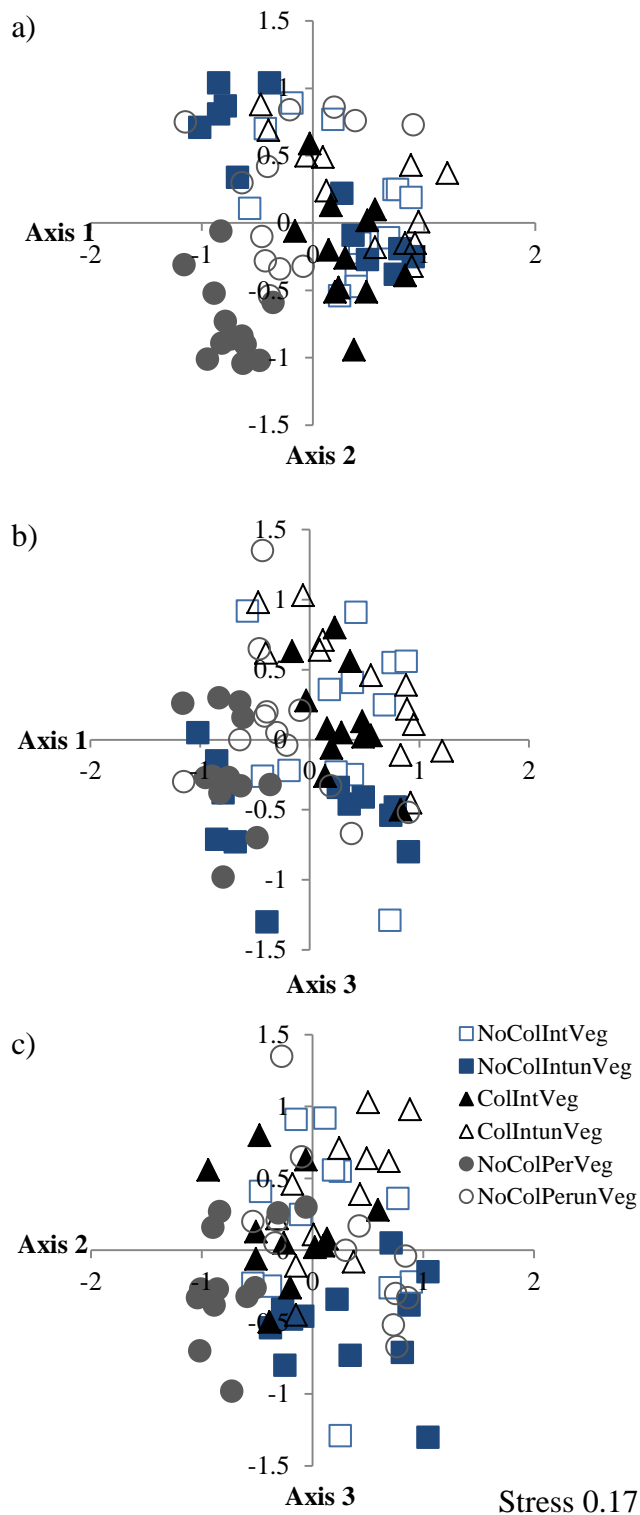 a)
1.5
1
0.5
0
Axis 1
-2 -1 0 1 2
-0.5
-1
-1.5
Axis 2
b)
1.5
1
0.5
Axis 1
0
-2 -1 0 1 2
-0.5
-1
-1.5
Axis 3
c)
1.5
NoColIntVeg
NoColIntunVeg
1
ColIntVeg
ColIntunVeg
0.5
NoColPerVeg
NoColPerunVeg
Axis 2
0
-2 -1 0 1 2
-0.5
-1
-1.5
Axis 3
Stress 0.17